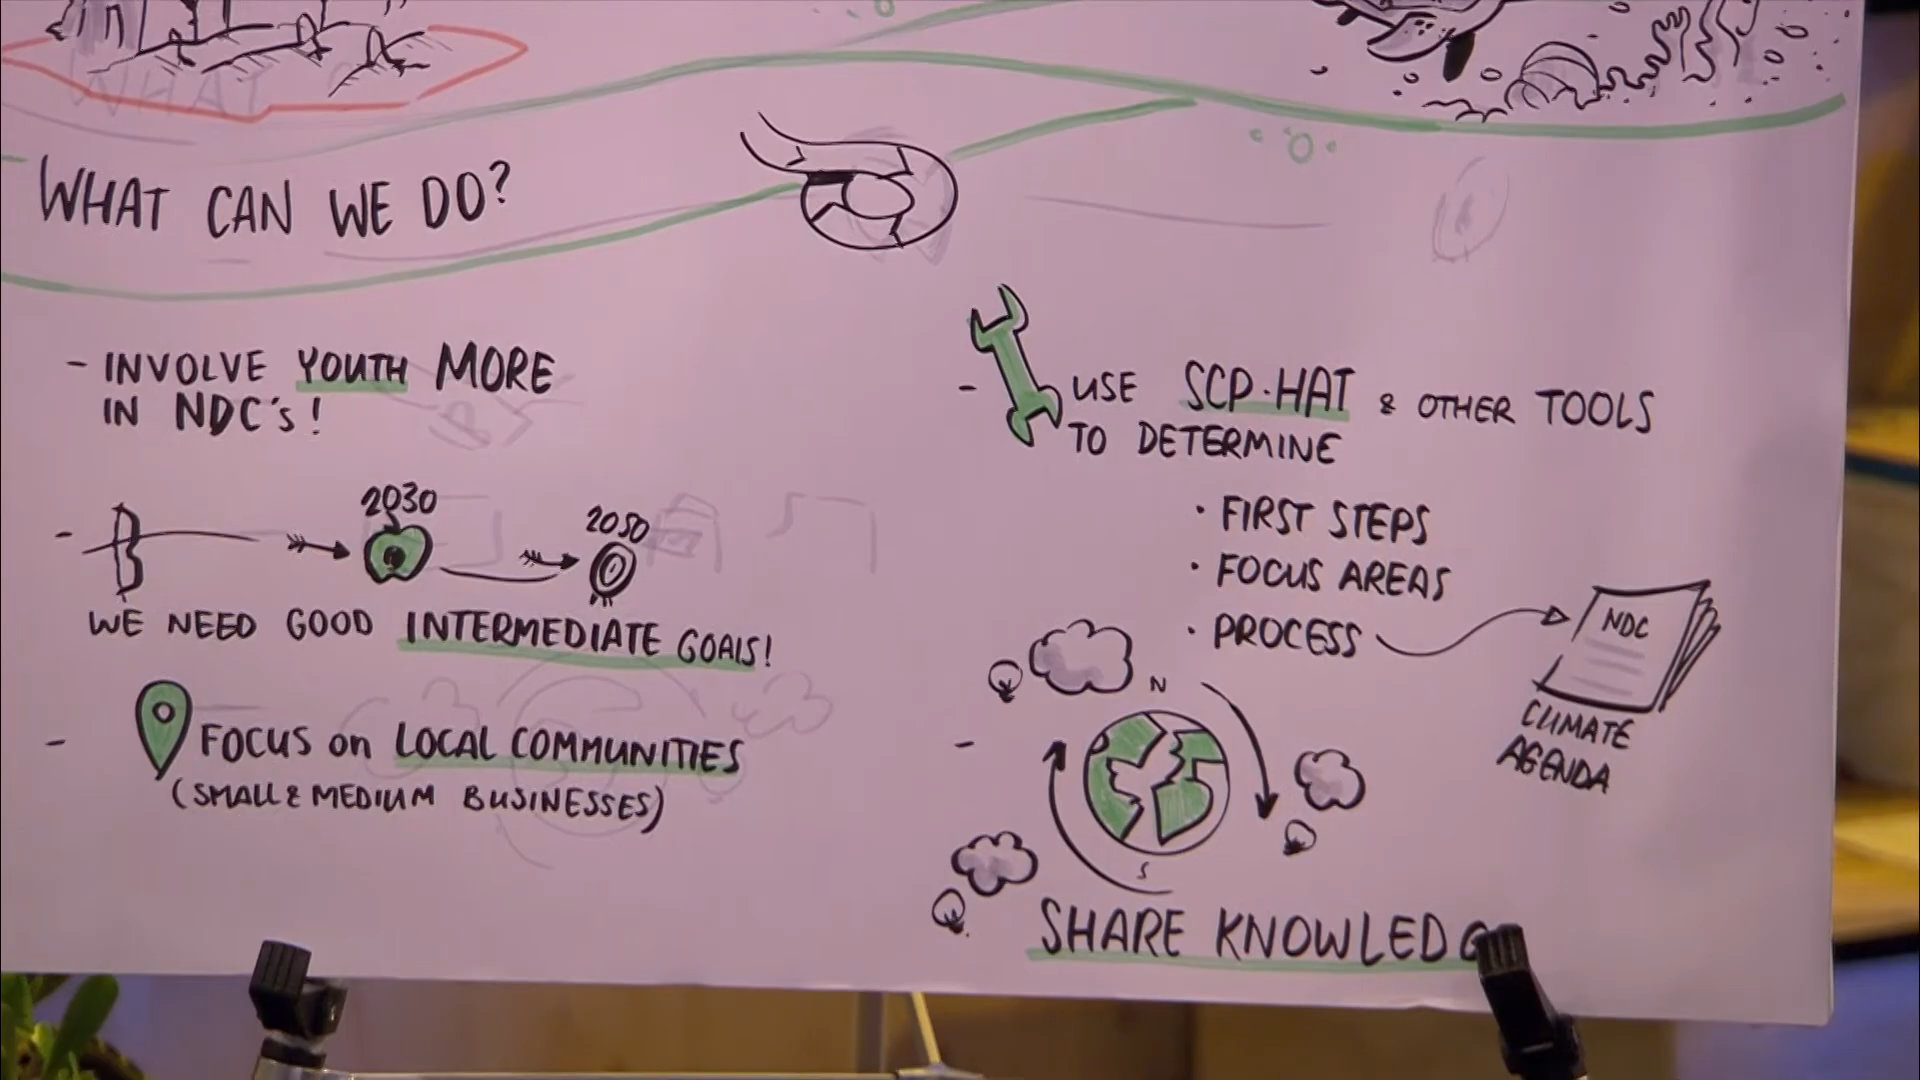 WHAT CAN WE DO?
- INVOLVE YOUTH MORE
IN NDC's!
2030
2050
WE NEED GOOD INTERMEDIATE GOALS!
- FOCUS on LOCAL COMMUNITIES
(SMALL & MEDIUM BUSINESSES)
- USE SCP·HAT & OTHER TOOLS
TO DETERMINE
· FIRST STEPS
· FOCUS AREAS
· PROCESS
NDC
CLIMATE
AGENDA
N
S
SHARE KNOWLEDG